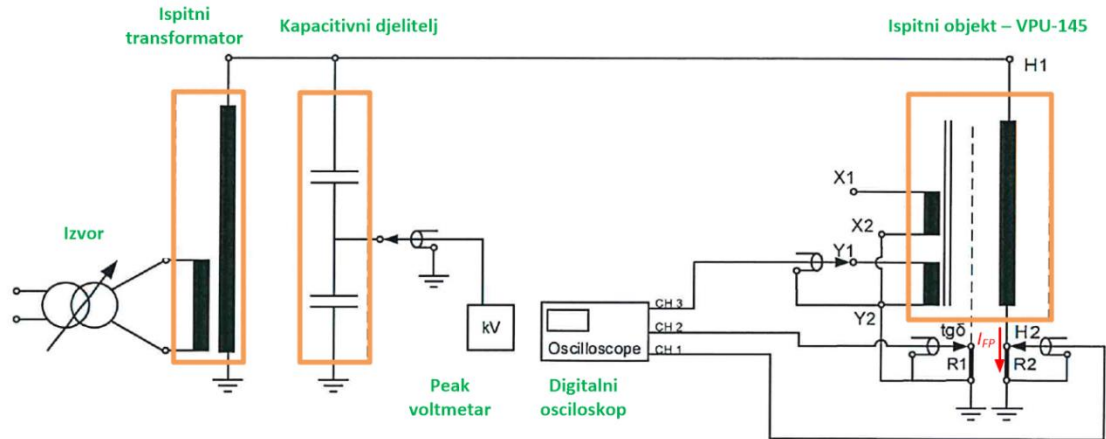 Ispitni
transformator
Kapacitivni djelitelj
Ispitni objekt – VPU-145
H1
X1
X2
Izvor
Y1
CH 3
Y2
kV
CH 2
tgδ
I_FP
H2
Oscilloscope
CH 1
R1
R2
Peak
voltmetar
Digitalni
osciloskop